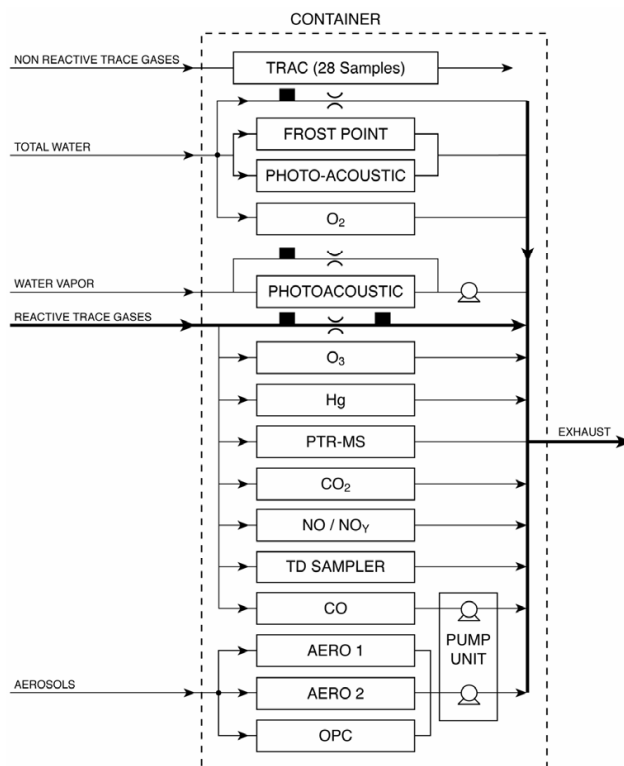 CONTAINER
NON REACTIVE TRACE GASES
TRAC (28 Samples)
TOTAL WATER
FROST POINT
PHOTO-ACOUSTIC
O₂
WATER VAPOR
PHOTOACOUSTIC
REACTIVE TRACE GASES
O₃
Hg
EXHAUST
PTR-MS
CO₂
NO / NOY
TD SAMPLER
CO
PUMP
UNIT
AERO 1
AEROSOLS
AERO 2
OPC